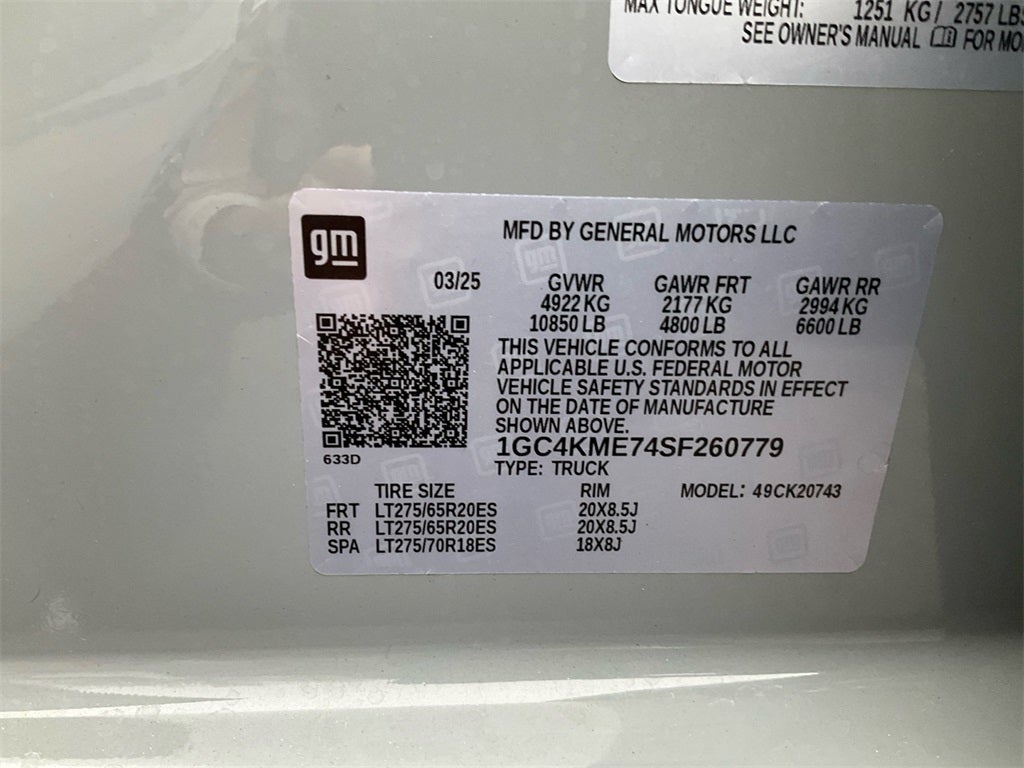 MAX TONGUE WEIGHT: 1251 KG/ 2757 LBS
SEE OWNER'S MANUAL FOR MO
gm
MFD BY GENERAL MOTORS LLC
03/25 GVWR GAWR FRT GAWR RR
4922 KG 2177 KG 2994 KG
10850 LB 4800 LB 6600 LB
THIS VEHICLE CONFORMS TO ALL
APPLICABLE U.S. FEDERAL MOTOR
VEHICLE SAFETY STANDARDS IN EFFECT
ON THE DATE OF MANUFACTURE
SHOWN ABOVE.
1GC4KME74SF260779
633D
TYPE: TRUCK
TIRE SIZE RIM MODEL: 49CK20743
FRT LT275/65R20ES 20X8.5J
RR LT275/65R20ES 20X8.5J
SPA LT275/70R18ES 18X8J